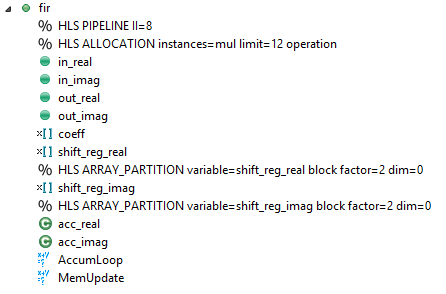 fir
% HLS PIPELINE II=8
% HLS ALLOCATION instances=mul limit=12 operation
in_real
in_imag
out_real
out_imag
x[] coeff
x[] shift_reg_real
% HLS ARRAY_PARTITION variable=shift_reg_real block factor=2 dim=0
x[] shift_reg_imag
% HLS ARRAY_PARTITION variable=shift_reg_imag block factor=2 dim=0
C acc_real
C acc_imag
AccumLoop
MemUpdate